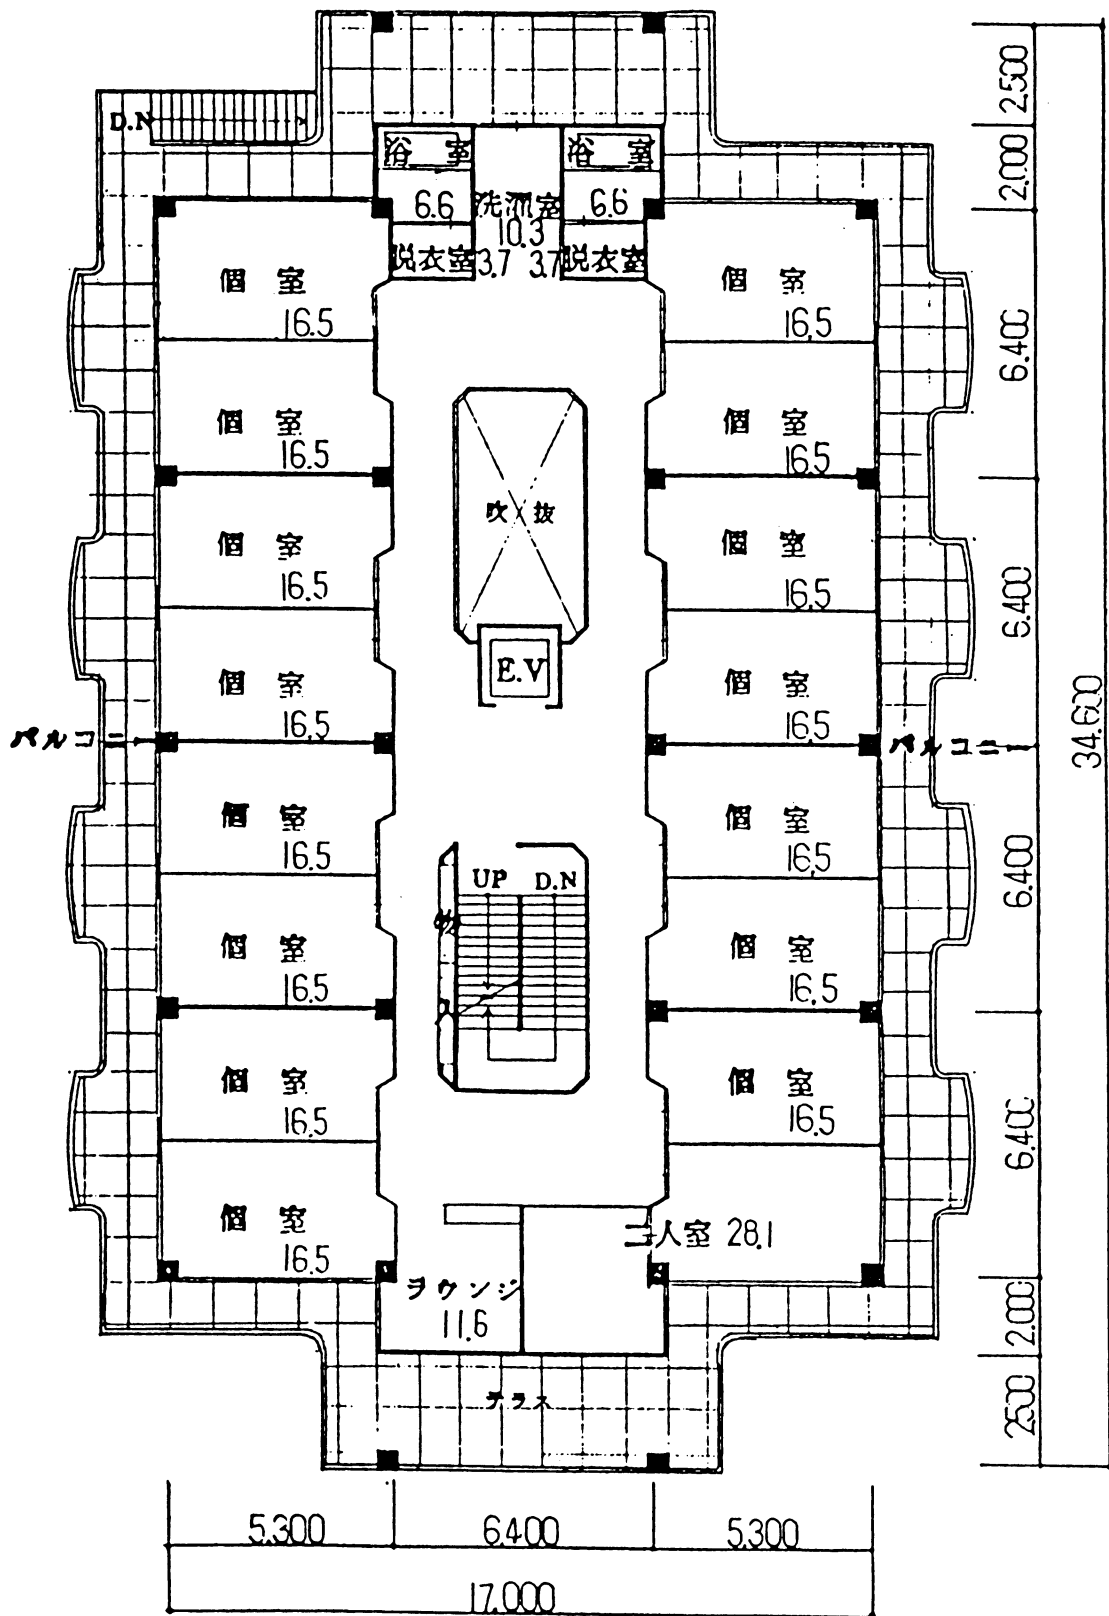 2,500
D.N
2,000
浴室 浴室
6.6 洗濯室 6.6
10.3
脱衣室 3.7 3.7 脱衣室
個室 個室
16.5 16.5
6.400
個室 個室
16.5 16.5
吹抜
個室 個室
16.5 16.5
6.400
E.V
個室 個室
16.5 16.5
34.600
バルコニー バルコニー
個室 個室
16.5 16.5
UP D.N
6.400
物入
個室 個室
16.5 16.5
個室 個室
16.5 16.5
6.400
個室 二人室 28.1
16.5
ラウンジ
11.6
2.000
テラス
2500
5.300 6.400 5.300
17.000